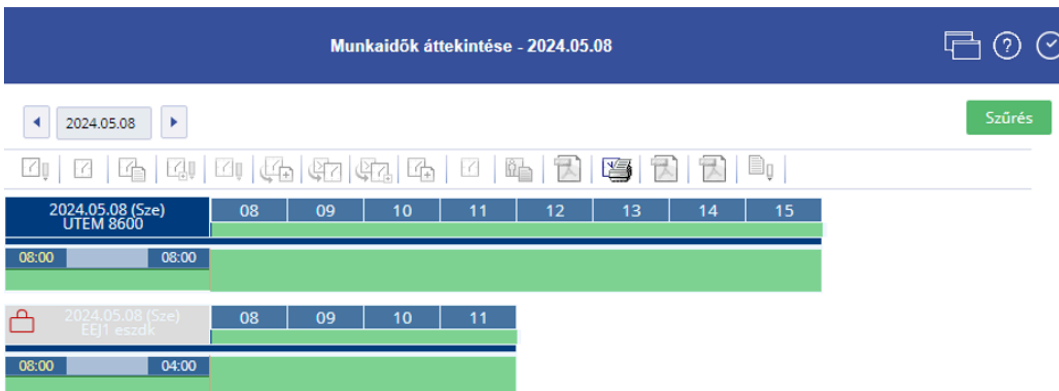 Munkaidők áttekintése - 2024.05.08
2024.05.08
Szűrés
2024.05.08 (Sze)
UTEM 8600
08 09 10 11 12 13 14 15
08:00 08:00
2024.05.08 (Sze)
EEJ1 eszdk
08 09 10 11
08:00 04:00